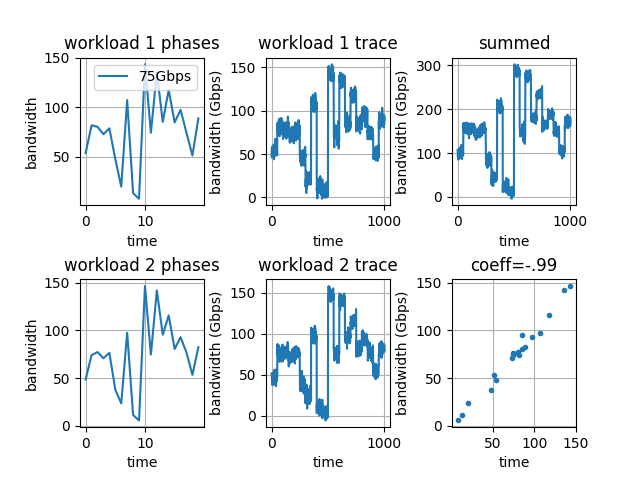 workload 1 phases
75Gbps
150
100
50
0
10
bandwidth
time
workload 1 trace
150
100
50
0
0
1000
bandwidth (Gbps)
time
summed
300
200
100
0
0
1000
bandwidth (Gbps)
time
workload 2 phases
150
100
50
0
0
10
bandwidth
time
workload 2 trace
150
100
50
0
0
1000
bandwidth (Gbps)
time
coeff=-.99
150
100
50
0
50
100
150
bandwidth (Gbps)
time